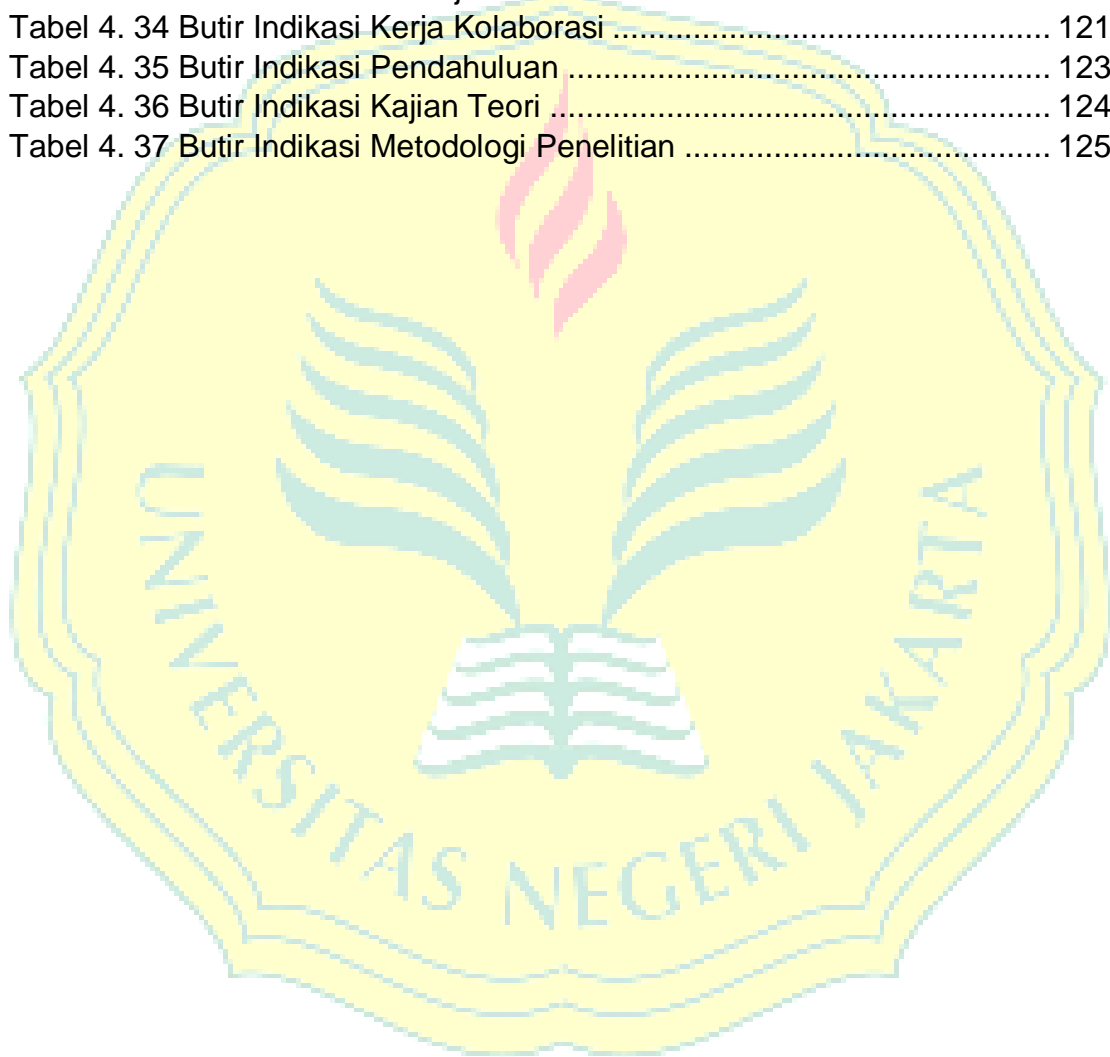 Tabel 4. 34 Butir Indikasi Kerja Kolaborasi ................................................ 121
Tabel 4. 35 Butir Indikasi Pendahuluan ..................................................... 123
Tabel 4. 36 Butir Indikasi Kajian Teori ....................................................... 124
Tabel 4. 37 Butir Indikasi Metodologi Penelitian ........................................ 125
UNIVERSITAS NEGERI JAKARTA